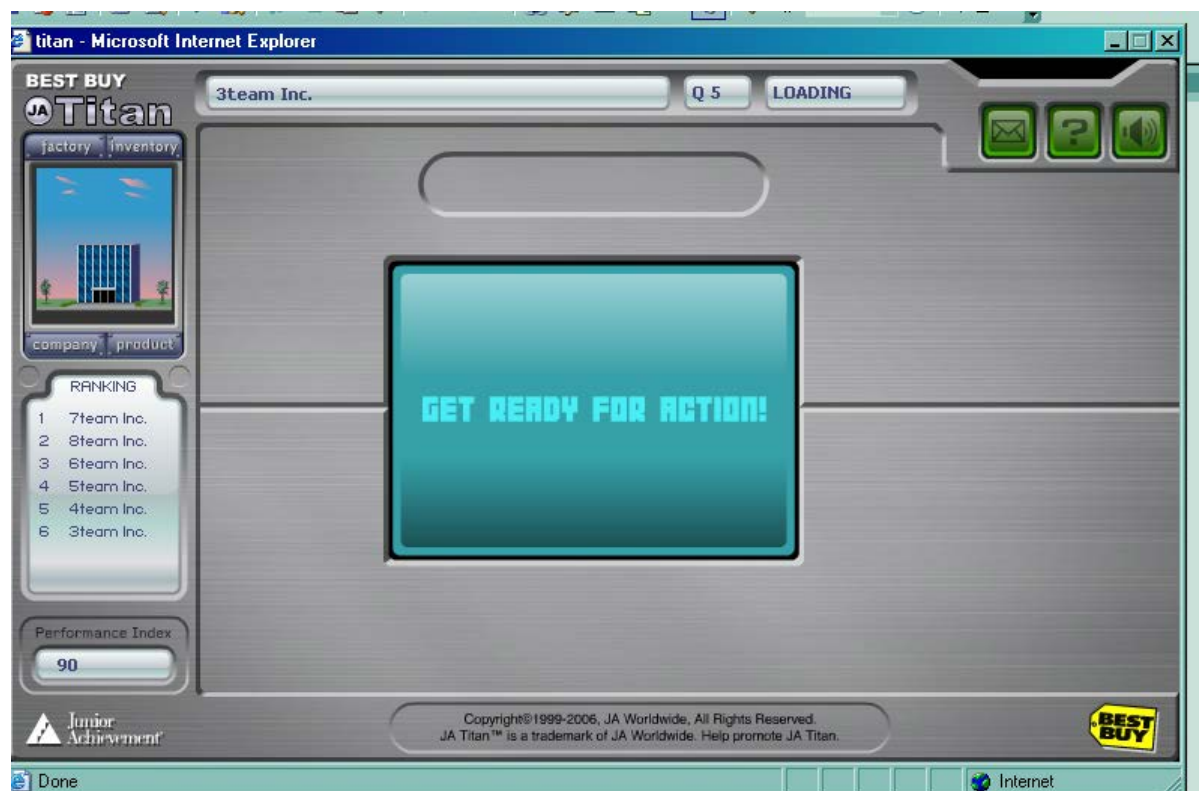 titan - Microsoft Internet Explorer
BEST BUY
JA Titan
3team Inc.
Q 5
LOADING
?
factory inventory
company product
RANKING
1 7team Inc.
2 8team Inc.
3 6team Inc.
4 5team Inc.
5 4team Inc.
6 3team Inc.
GET READY FOR ACTION!
Performance Index
90
Junior
Achievement
Copyright©1999-2006, JA Worldwide, All Rights Reserved.
JA Titan™ is a trademark of JA Worldwide. Help promote JA Titan.
BEST
BUY
Done
Internet